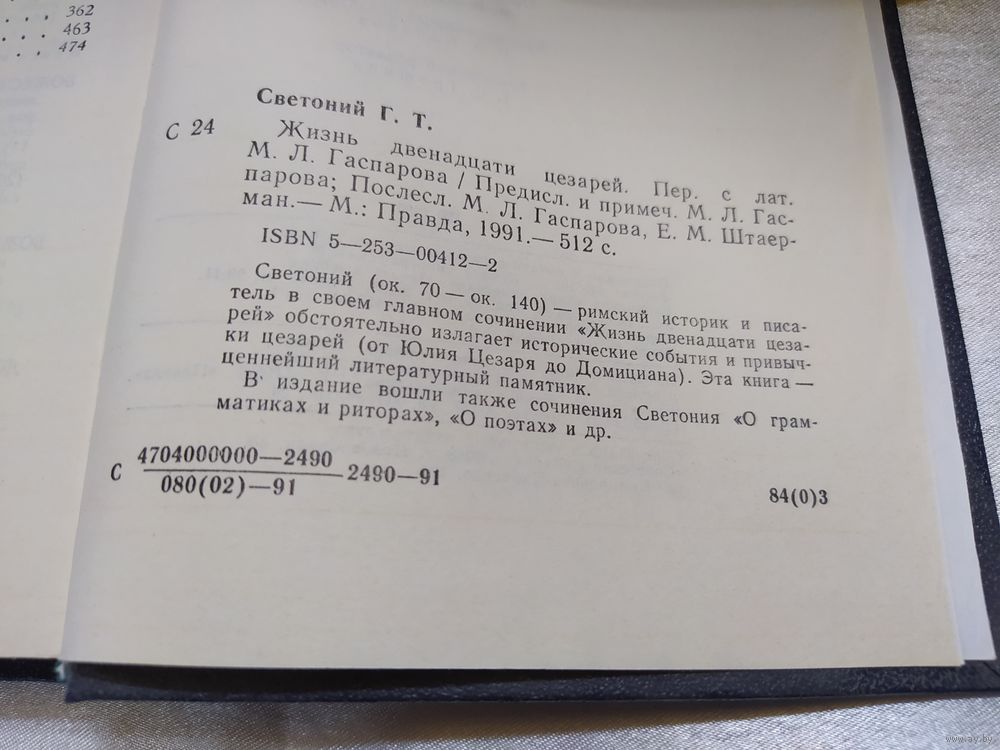 . . . 362
. . . 463
. . . 474
Светоний Г. Т.
С 24
Жизнь двенадцати цезарей. Пер. с лат.
М. Л. Гаспарова / Предисл. и примеч. М. Л. Гас-
парова; Послесл. М. Л. Гаспарова, Е. М. Штаер-
ман.— М.: Правда, 1991.— 512 с.
ISBN 5—253—00412—2
Светоний (ок. 70 — ок. 140) — римский историк и писа-
тель в своем главном сочинении «Жизнь двенадцати цеза-
рей» обстоятельно излагает исторические события и привыч-
ки цезарей (от Юлия Цезаря до Домициана). Эта книга —
ценнейший литературный памятник.
В издание вошли также сочинения Светония «О грам-
матиках и риторах», «О поэтах» и др.
С 4704000000—2490
080(02)—91
2490—91
84(0)3
www.ay.by